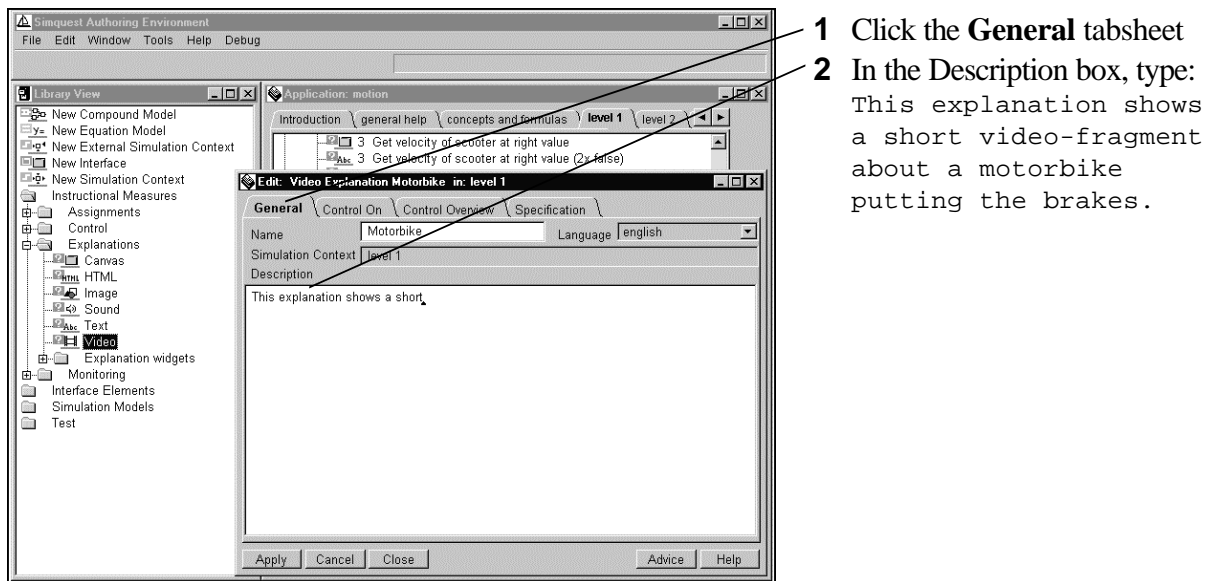 Simquest Authoring Environment
File Edit Window Tools Help Debug
Library View
New Compound Model
y= New Equation Model
New External Simulation Context
New Interface
New Simulation Context
Instructional Measures
Assignments
Control
Explanations
Canvas
HTML HTML
Image
Sound
Abc Text
Video
Explanation widgets
Monitoring
Interface Elements
Simulation Models
Test
Application: motion
Introduction general help concepts and formulas level 1 level 2
3 Get velocity of scooter at right value
Abc 3 Get velocity of scooter at right value (2x false)
Edit: Video Explanation Motorbike in: level 1
General Control On Control Overview Specification
Name Motorbike Language english
Simulation Context level 1
Description
This explanation shows a short
Apply Cancel Close Advice Help
1 Click the General tabsheet
2 In the Description box, type:
This explanation shows
a short video-fragment
about a motorbike
putting the brakes.